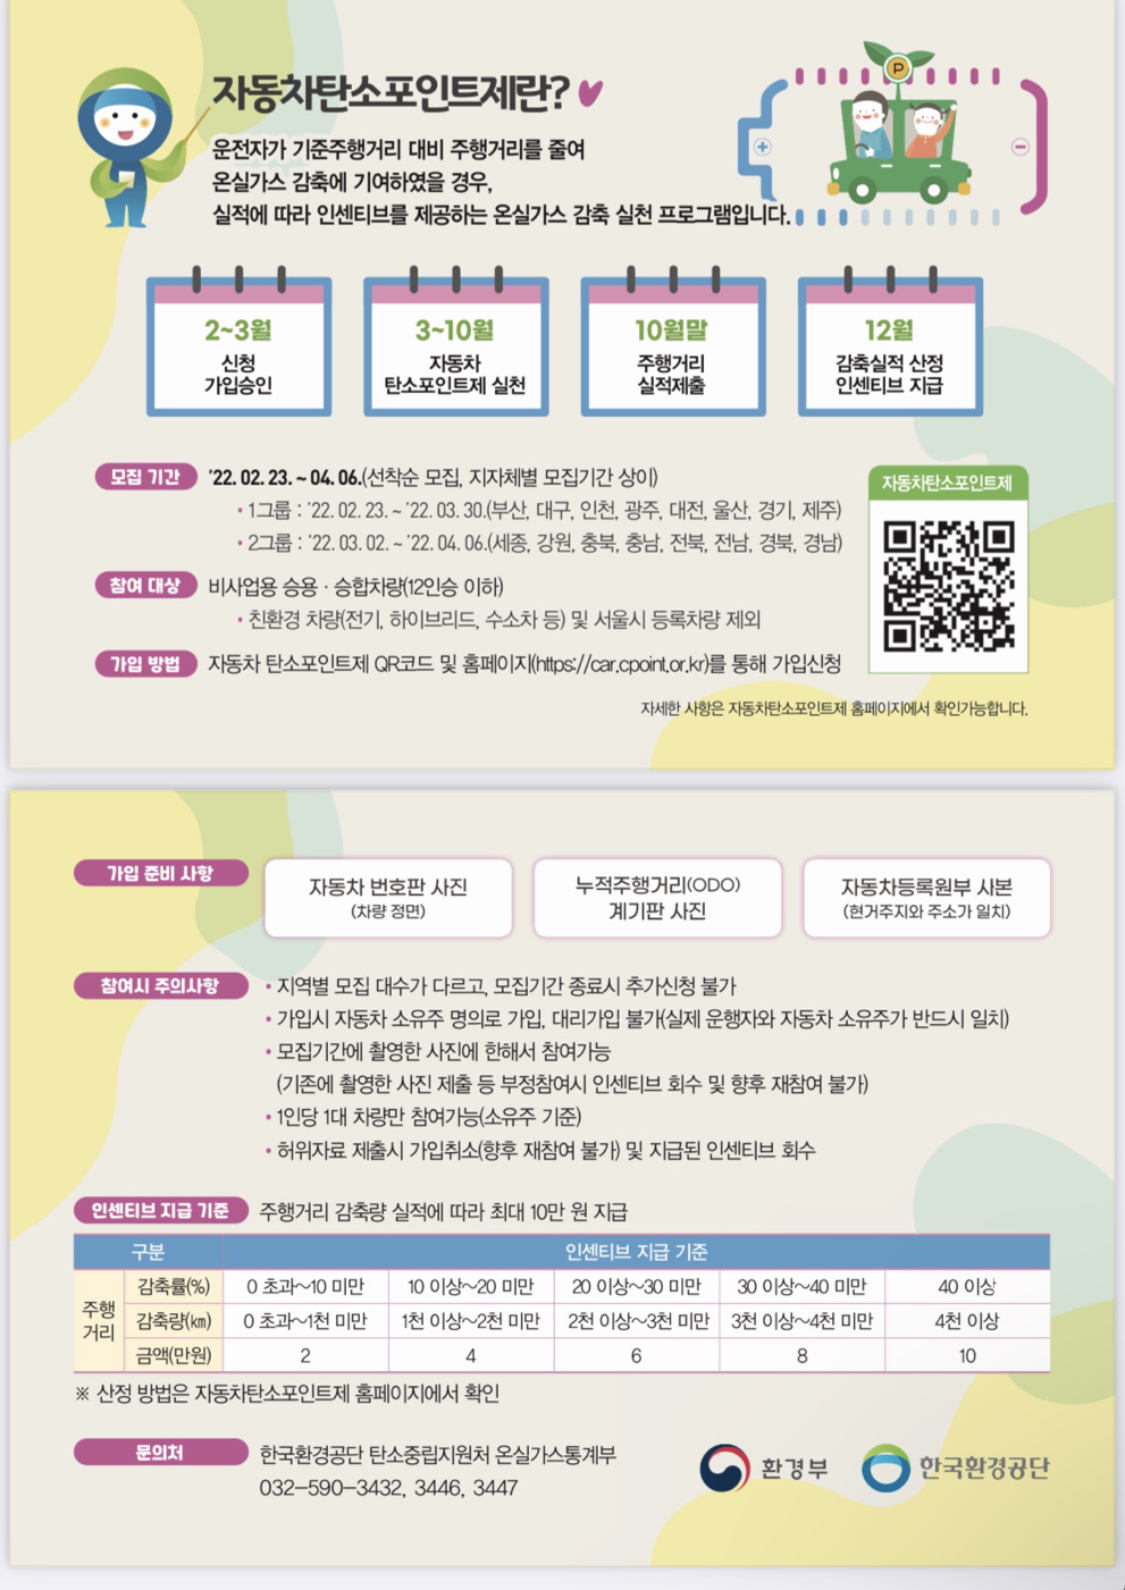 자동차탄소포인트제란?
운전자가 기준주행거리 대비 주행거리를 줄여
온실가스 감축에 기여하였을 경우,
실적에 따라 인센티브를 제공하는 온실가스 감축 실천 프로그램입니다.
P
+
-
2~3월
신청
가입승인
3~10월
자동차
탄소포인트제 실천
10월말
주행거리
실적제출
12월
감축실적 산정
인센티브 지급
모집 기간 '22. 02. 23. ~ 04. 06.(선착순 모집, 지자체별 모집기간 상이)
• 1그룹 : '22. 02. 23. ~ '22. 03. 30.(부산, 대구, 인천, 광주, 대전, 울산, 경기, 제주)
• 2그룹 : '22. 03. 02. ~ '22. 04. 06.(세종, 강원, 충북, 충남, 전북, 전남, 경북, 경남)
참여 대상 비사업용 승용 · 승합차량(12인승 이하)
• 친환경 차량(전기, 하이브리드, 수소차 등) 및 서울시 등록차량 제외
가입 방법 자동차 탄소포인트제 QR코드 및 홈페이지(https://car.cpoint.or.kr)를 통해 가입신청
자동차탄소포인트제
자세한 사항은 자동차탄소포인트제 홈페이지에서 확인가능합니다.
가입 준비 사항
자동차 번호판 사진
(차량 정면)
누적주행거리(ODO)
계기판 사진
자동차등록원부 사본
(현거주지와 주소가 일치)
참여시 주의사항
• 지역별 모집 대수가 다르고, 모집기간 종료시 추가신청 불가
• 가입시 자동차 소유주 명의로 가입, 대리가입 불가(실제 운행자와 자동차 소유주가 반드시 일치)
• 모집기간에 촬영한 사진에 한해서 참여가능
(기존에 촬영한 사진 제출 등 부정참여시 인센티브 회수 및 향후 재참여 불가)
• 1인당 1대 차량만 참여가능(소유주 기준)
• 허위자료 제출시 가입취소(향후 재참여 불가) 및 지급된 인센티브 회수
인센티브 지급 기준 주행거리 감축량 실적에 따라 최대 10만 원 지급
구분 인센티브 지급 기준
주행거리
감축률(%) 0 초과~10 미만 10 이상~20 미만 20 이상~30 미만 30 이상~40 미만 40 이상
감축량(㎞) 0 초과~1천 미만 1천 이상~2천 미만 2천 이상~3천 미만 3천 이상~4천 미만 4천 이상
금액(만원) 2 4 6 8 10
※ 산정 방법은 자동차탄소포인트제 홈페이지에서 확인
문의처 한국환경공단 탄소중립지원처 온실가스통계부
032-590-3432, 3446, 3447
환경부
한국환경공단